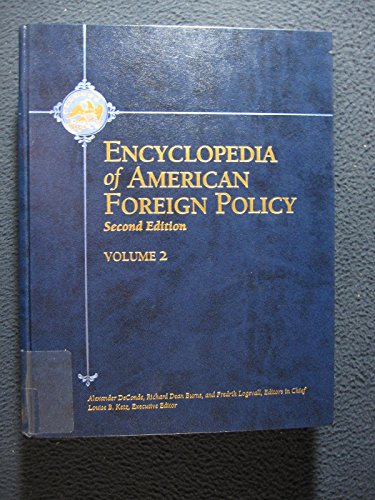 ENCYCLOPEDIA
of AMERICAN
FOREIGN POLICY
Second Edition
VOLUME 2
Alexander DeConde, Richard Dean Burns, and Fredrik Logevall, Editors in Chief
Louise B. Ketz, Executive Editor